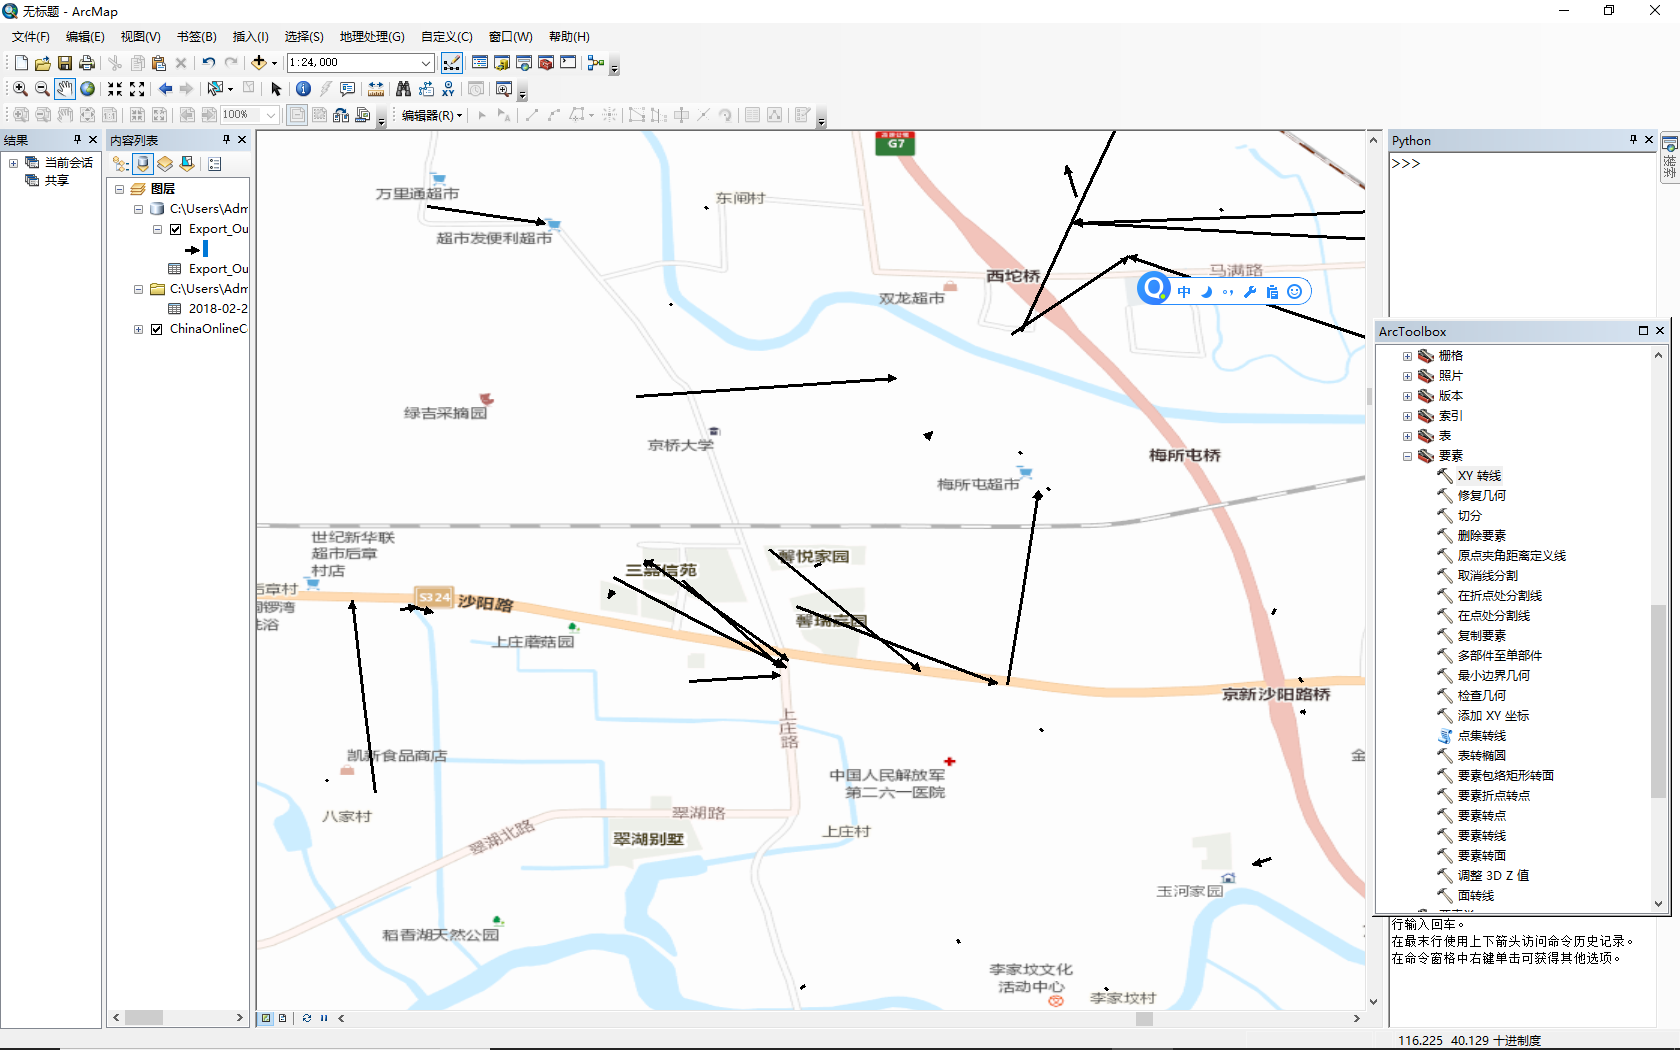 无标题 - ArcMap
文件(F) 编辑(E) 视图(V) 书签(B) 插入(I) 选择(S) 地理处理(G) 自定义(C) 窗口(W) 帮助(H)
1:24,000
100%
编辑器(R)
结果
当前会话
共享
内容列表
图层
C:\Users\Adm
Export_Ou
Export_Ou
C:\Users\Adm
2018-02-2
ChinaOnlineC
G7
万里通超市
东闸村
超市发便利超市
西坨桥
马满路
双龙超市
中
绿吉采摘园
京桥大学
梅所屯桥
梅所屯超市
世纪新华联
超市后章
村店
后章村
S324
沙阳路
三嘉信苑
馨悦家园
馨瑞嘉园
上庄蘑菇园
京新沙阳路桥
上庄路
凯新食品商店
中国人民解放军
第二六一医院
八家村
翠湖北路
翠湖路
翠湖别墅
上庄村
玉河家园
稻香湖天然公园
李家坟文化
活动中心
李家坟村
金
Python
>>>
ArcToolbox
栅格
照片
版本
索引
表
要素
XY 转线
修复几何
切分
删除要素
原点夹角距离定义线
取消线分割
在折点处分割线
在点处分割线
复制要素
多部件至单部件
最小边界几何
检查几何
添加 XY 坐标
点集转线
表转椭圆
要素包络矩形转面
要素折点转点
要素转点
要素转线
要素转面
调整 3D Z 值
面转线
行输入回车。
在最末行使用上下箭头访问命令历史记录。
在命令窗格中右键单击可获得其他选项。
116.225 40.129 十进制度